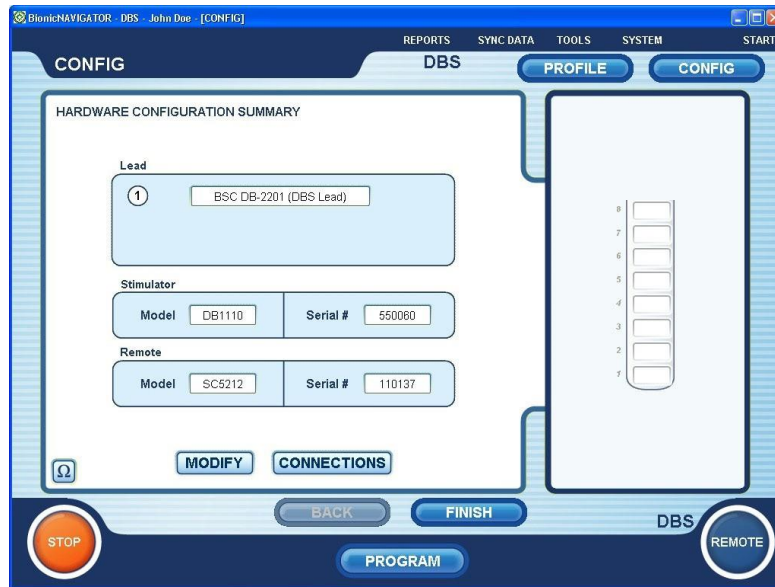 BionicNAVIGATOR - DBS - John Doe - [CONFIG]
REPORTS SYNC DATA TOOLS SYSTEM START
CONFIG DBS PROFILE CONFIG
HARDWARE CONFIGURATION SUMMARY
Lead
1 BSC DB-2201 (DBS Lead)
Stimulator
Model DB1110 Serial # 550060
Remote
Model SC5212 Serial # 110137
8
7
6
5
4
3
2
1
Ω MODIFY CONNECTIONS
BACK FINISH
STOP DBS REMOTE
PROGRAM